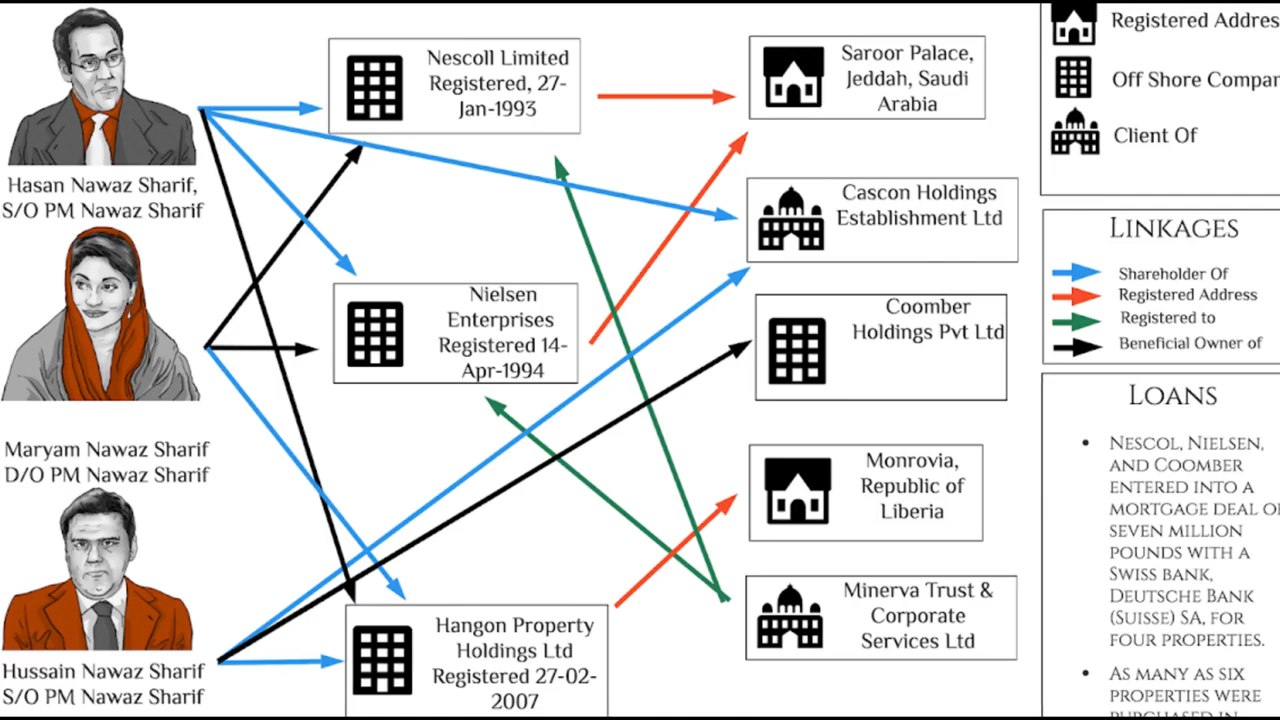 Hasan Nawaz Sharif,
S/O PM Nawaz Sharif
Maryam Nawaz Sharif
D/O PM Nawaz Sharif
Hussain Nawaz Sharif
S/O PM Nawaz Sharif
Nescoll Limited
Registered, 27-
Jan-1993
Nielsen
Enterprises
Registered 14-
Apr-1994
Hangon Property
Holdings Ltd
Registered 27-02-
2007
Saroor Palace,
Jeddah, Saudi
Arabia
Cascon Holdings
Establishment Ltd
Coomber
Holdings Pvt Ltd
Monrovia,
Republic of
Liberia
Minerva Trust &
Corporate
Services Ltd
Registered Addres
Off Shore Compan
Client Of
LINKAGES
Shareholder Of
Registered Address
Registered to
Beneficial Owner of
LOANS
• NESCOL, NIELSEN,
AND COOMBER
ENTERED INTO A
MORTGAGE DEAL OF
SEVEN MILLION
POUNDS WITH A
SWISS BANK,
DEUTSCHE BANK
(SUISSE) SA, FOR
FOUR PROPERTIES.
• AS MANY AS SIX
PROPERTIES WERE
PURCHASED IN